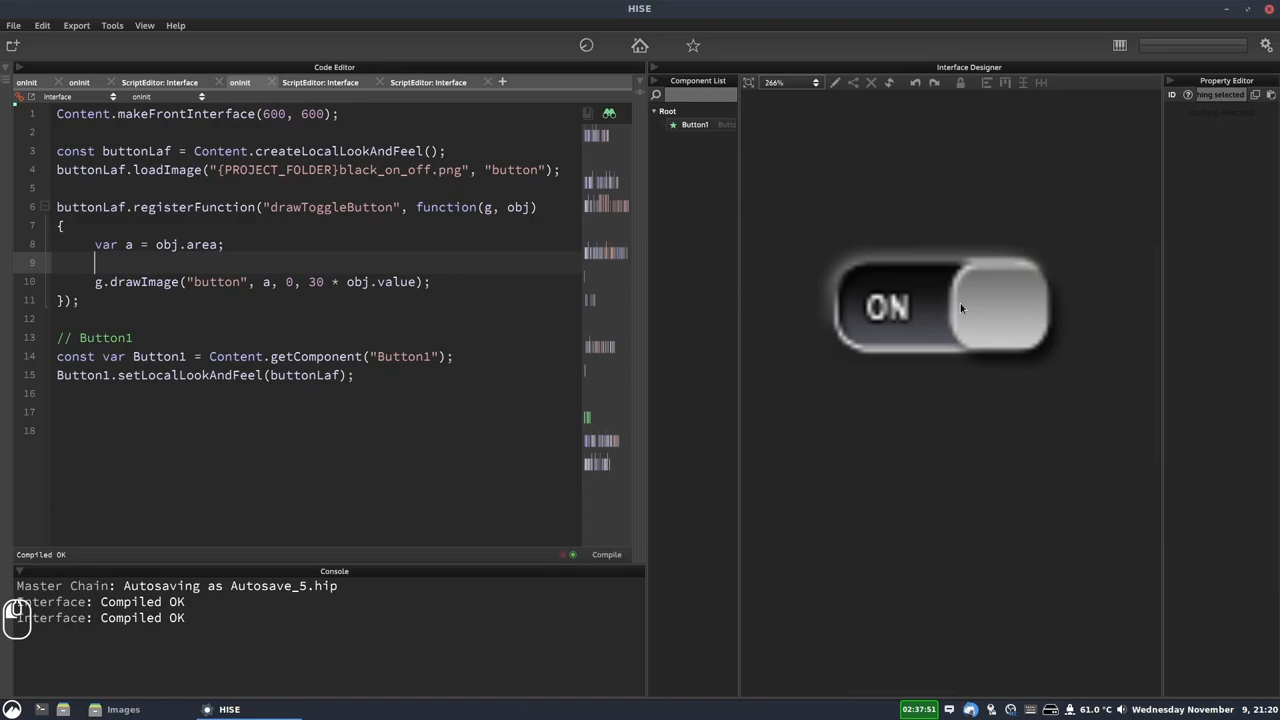 HISE
File Edit Export Tools View Help
Code Editor
Interface Designer
onInit onInit ScriptEditor: Interface onInit ScriptEditor: Interface ScriptEditor: Interface
Component List
266%
Property Editor
Interface onInit
ID hing selected
Root
Button1
1 Content.makeFrontInterface(600, 600);
2
3 const buttonLaf = Content.createLocalLookAndFeel();
4 buttonLaf.loadImage("{PROJECT_FOLDER}black_on_off.png", "button");
5
6 buttonLaf.registerFunction("drawToggleButton", function(g, obj)
7 {
8 var a = obj.area;
9
10 g.drawImage("button", a, 0, 30 * obj.value);
11 });
12
13 // Button1
14 const var Button1 = Content.getComponent("Button1");
15 Button1.setLocalLookAndFeel(buttonLaf);
16
17
18
ON
Compiled OK
Compile
Console
Master Chain: Autosaving as Autosave_5.hip
Interface: Compiled OK
Interface: Compiled OK
Images
HISE
02:37:51
61.0 °C
Wednesday November 9, 21:20